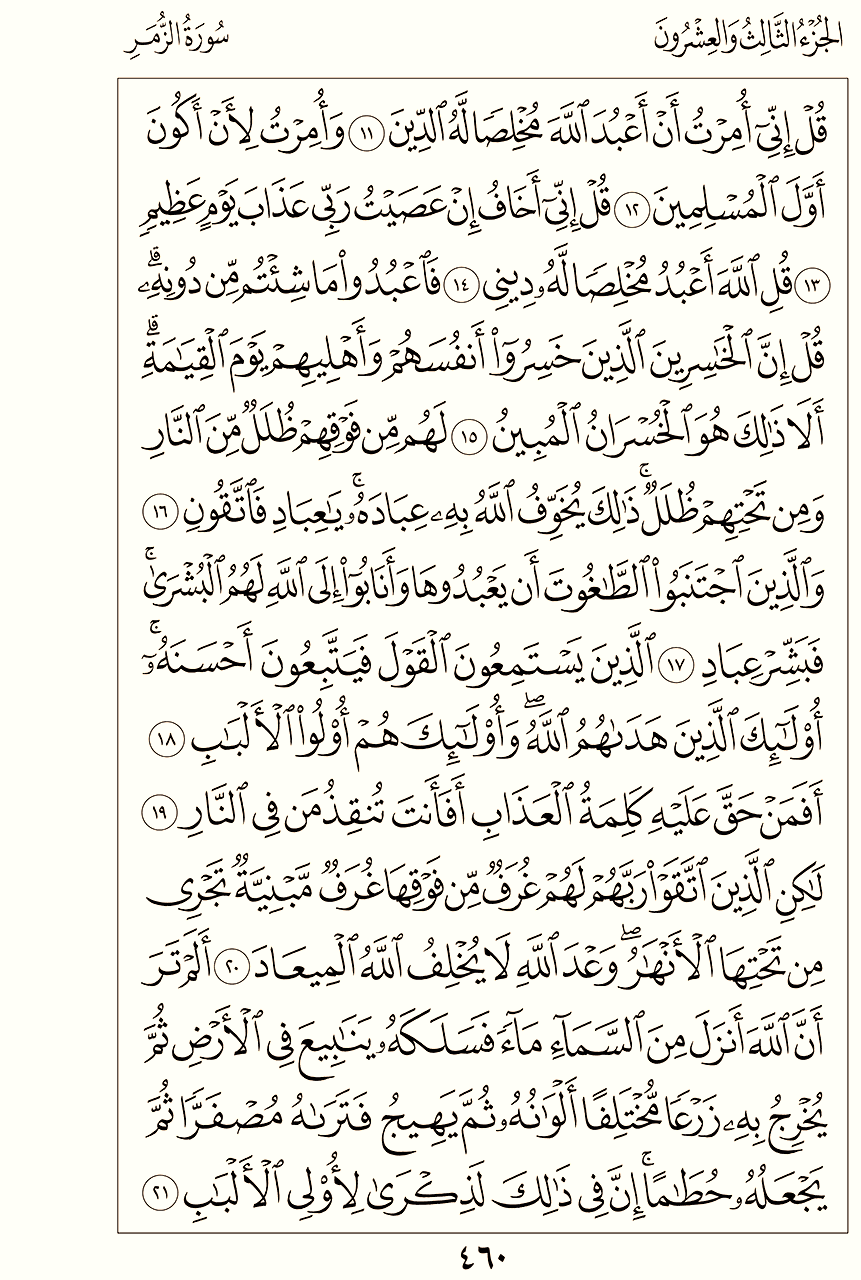 الجُزْءُ الثَّالِثُ وَالعِشْرُونَ
سُورَةُ الزُّمَرِ
قُلْ إِنِّيٓ أُمِرْتُ أَنْ أَعْبُدَ ٱللَّهَ مُخْلِصًا لَّهُ ٱلدِّينَ ١١ وَأُمِرْتُ لِأَنْ أَكُونَ
أَوَّلَ ٱلْمُسْلِمِينَ ١٢ قُلْ إِنِّيٓ أَخَافُ إِنْ عَصَيْتُ رَبِّي عَذَابَ يَوْمٍ عَظِيمٍ
١٣ قُلِ ٱللَّهَ أَعْبُدُ مُخْلِصًا لَّهُۥ دِينِي ١٤ فَٱعْبُدُوا۟ مَا شِئْتُم مِّن دُونِهِۦۗ
قُلْ إِنَّ ٱلْخَـٰسِرِينَ ٱلَّذِينَ خَسِرُوٓا۟ أَنفُسَهُمْ وَأَهْلِيهِمْ يَوْمَ ٱلْقِيَـٰمَةِۗ
أَلَا ذَٰلِكَ هُوَ ٱلْخُسْرَانُ ٱلْمُبِينُ ١٥ لَهُم مِّن فَوْقِهِمْ ظُلَلٌ مِّنَ ٱلنَّارِ
وَمِن تَحْتِهِمْ ظُلَلٌۚ ذَٰلِكَ يُخَوِّفُ ٱللَّهُ بِهِۦ عِبَادَهُۥۚ يَـٰعِبَادِ فَٱتَّقُونِ ١٦
وَٱلَّذِينَ ٱجْتَنَبُوا۟ ٱلطَّـٰغُوتَ أَن يَعْبُدُوهَا وَأَنَابُوٓا۟ إِلَى ٱللَّهِ لَهُمُ ٱلْبُشْرَىٰۚ
فَبَشِّرْ عِبَادِ ١٧ ٱلَّذِينَ يَسْتَمِعُونَ ٱلْقَوْلَ فَيَتَّبِعُونَ أَحْسَنَهُۥٓۚ
أُو۟لَـٰٓئِكَ ٱلَّذِينَ هَدَىٰهُمُ ٱللَّهُۖ وَأُو۟لَـٰٓئِكَ هُمْ أُو۟لُوا۟ ٱلْأَلْبَـٰبِ ١٨
أَفَمَنْ حَقَّ عَلَيْهِ كَلِمَةُ ٱلْعَذَابِ أَفَأَنتَ تُنقِذُ مَن فِي ٱلنَّارِ ١٩
لَـٰكِنِ ٱلَّذِينَ ٱتَّقَوْا۟ رَبَّهُمْ لَهُمْ غُرَفٌ مِّن فَوْقِهَا غُرَفٌ مَّبْنِيَّةٌ تَجْرِي
مِن تَحْتِهَا ٱلْأَنْهَـٰرُۖ وَعْدَ ٱللَّهِ لَا يُخْلِفُ ٱللَّهُ ٱلْمِيعَادَ ٢٠ أَلَمْ تَرَ
أَنَّ ٱللَّهَ أَنزَلَ مِنَ ٱلسَّمَآءِ مَآءً فَسَلَكَهُۥ يَنَـٰبِيعَ فِي ٱلْأَرْضِ ثُمَّ
يُخْرِجُ بِهِۦ زَرْعًا مُّخْتَلِفًا أَلْوَٰنُهُۥ ثُمَّ يَهِيجُ فَتَرَىٰهُ مُصْفَرًّا ثُمَّ
يَجْعَلُهُۥ حُطَـٰمًاۚ إِنَّ فِي ذَٰلِكَ لَذِكْرَىٰ لِأُو۟لِي ٱلْأَلْبَـٰبِ ٢١
٤٦٠